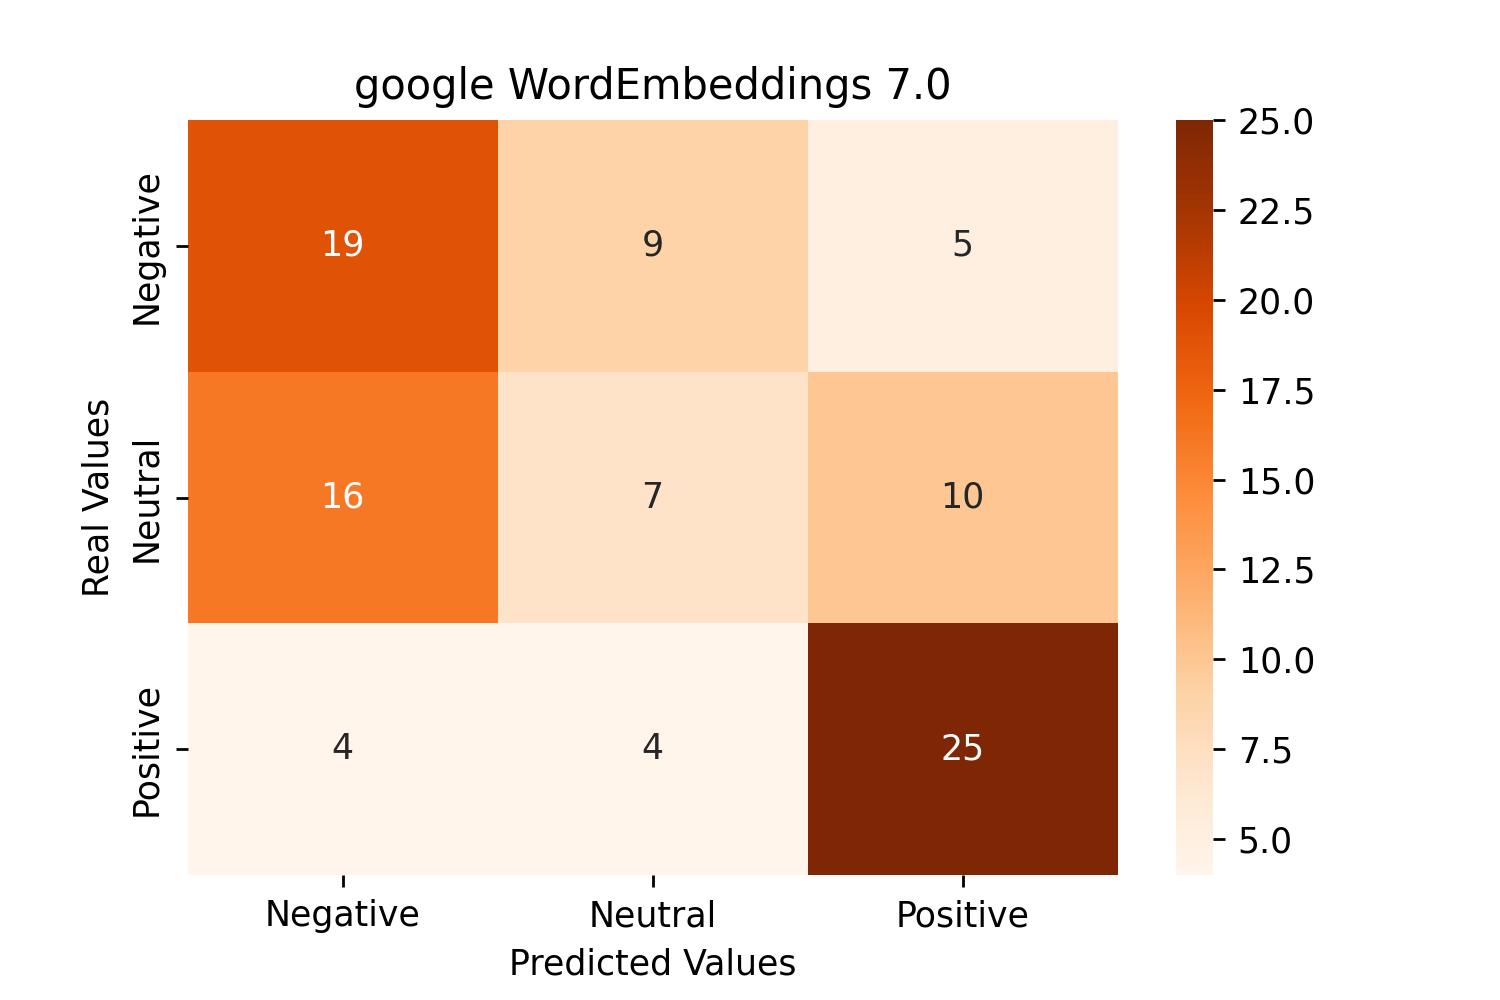 google WordEmbeddings 7.0
Real Values
Negative
19
9
5
Neutral
16
7
10
Positive
4
4
25
Negative
Neutral
Positive
Predicted Values
25.0
22.5
20.0
17.5
15.0
12.5
10.0
7.5
5.0